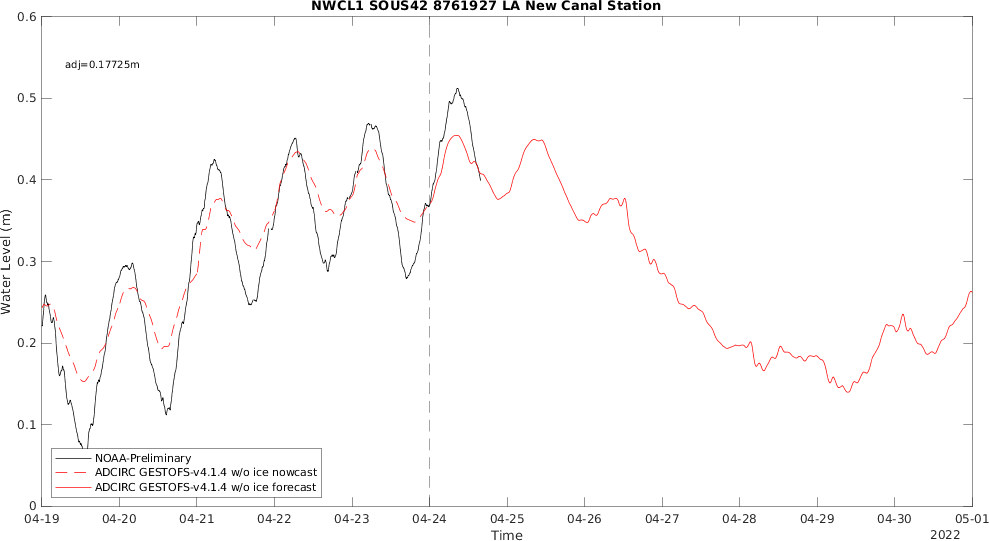 NWCL1 SOUS42 8761927 LA New Canal Station
adj=0.17725m
Water Level (m)
0.6
0.5
0.4
0.3
0.2
0.1
0
NOAA-Preliminary
ADCIRC GESTOFS-v4.1.4 w/o ice nowcast
ADCIRC GESTOFS-v4.1.4 w/o ice forecast
04-19 04-20 04-21 04-22 04-23 04-24 04-25 04-26 04-27 04-28 04-29 04-30 05-01
Time
2022